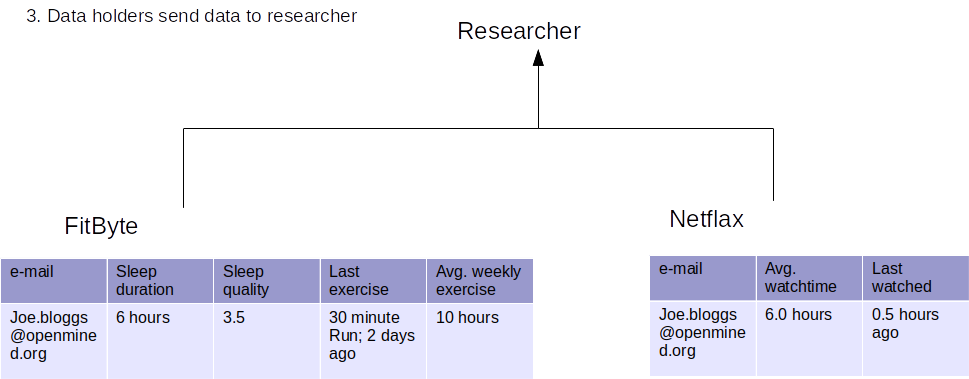 3. Data holders send data to researcher
Researcher
FitByte
Netflax
e-mail
Sleep
duration
Sleep
quality
Last
exercise
Avg. weekly
exercise
Joe.bloggs
@openmine
d.org
6 hours
3.5
30 minute
Run; 2 days
ago
10 hours
e-mail
Avg.
watchtime
Last
watched
Joe.bloggs
@openmine
d.org
6.0 hours
0.5 hours
ago